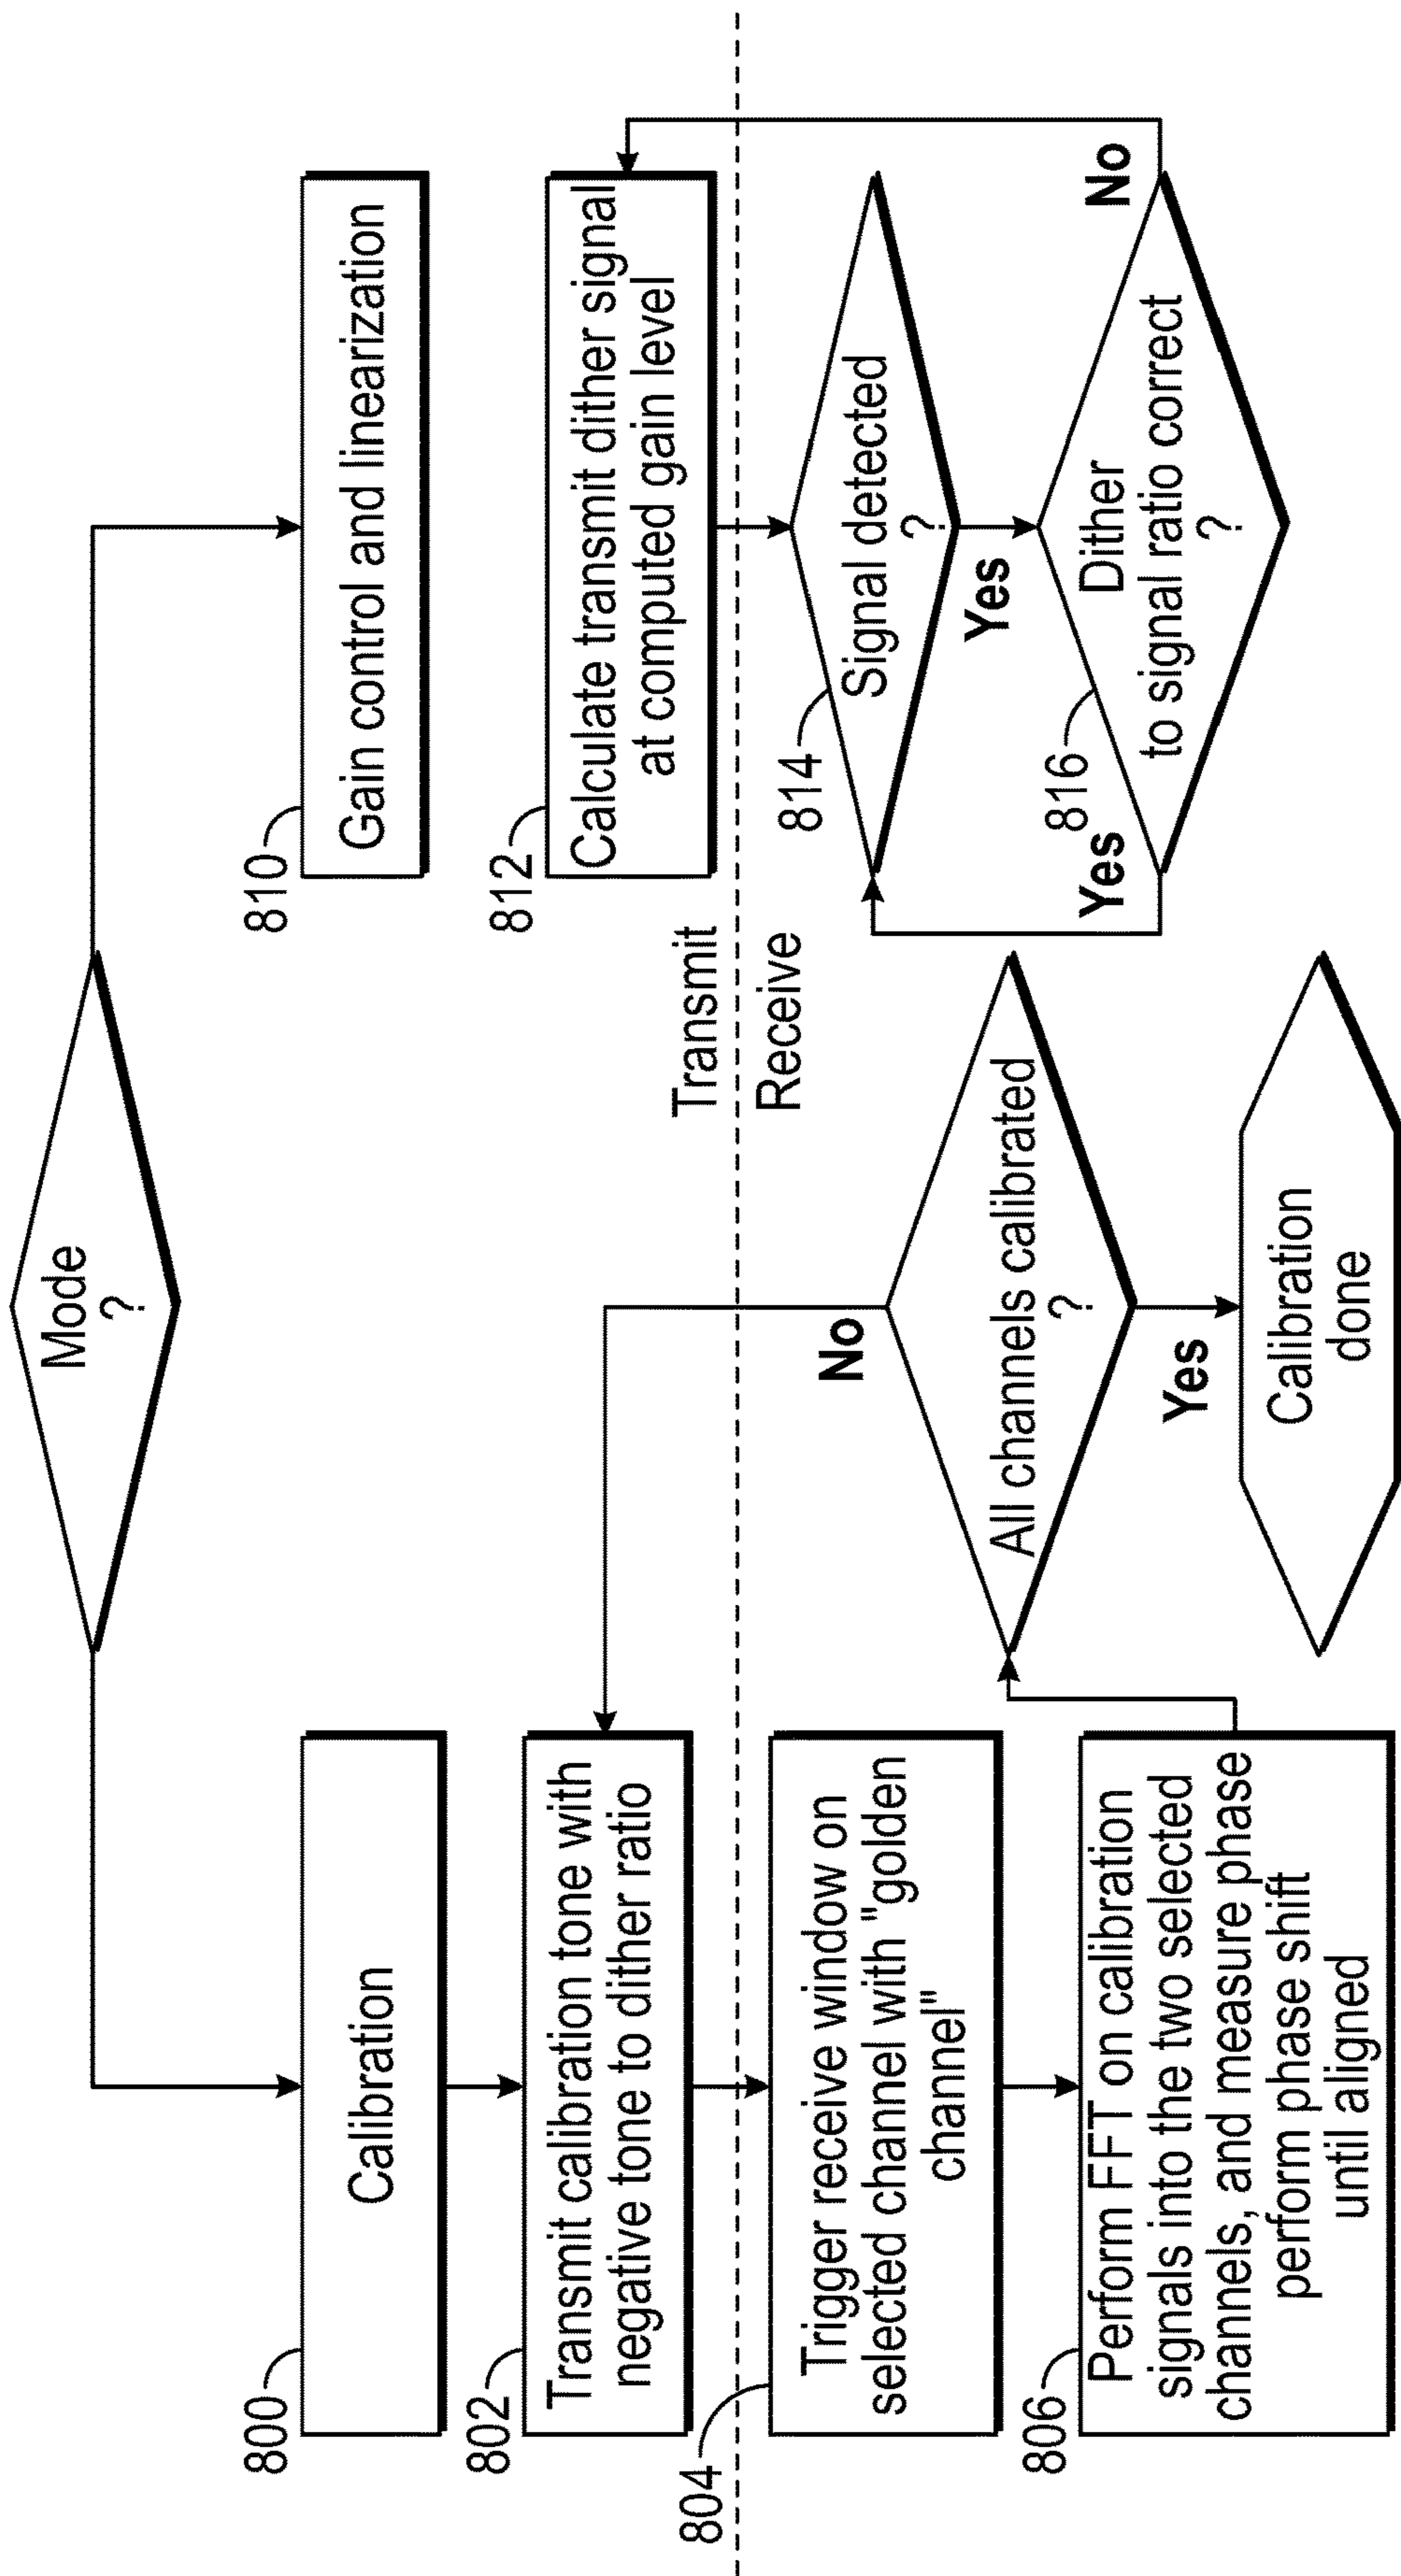 Mode
?
800
Calibration
802
Transmit calibration tone with
negative tone to dither ratio
804
Trigger receive window on
selected channel with "golden
channel"
806
Perform FFT on calibration
signals into the two selected
channels, and measure phase
perform phase shift
until aligned
All channels calibrated
?
No
Yes
Calibration
done
Transmit
Receive
810
Gain control and linearization
812
Calculate transmit dither signal
at computed gain level
814
Signal detected
?
Yes
816
Dither
to signal ratio correct
?
Yes
No